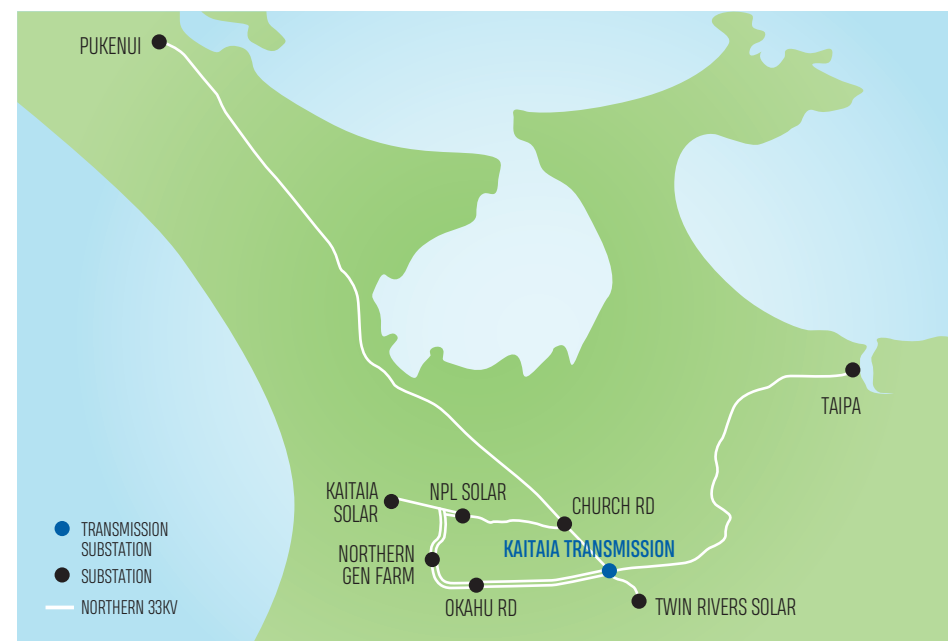 PUKENUI
TAIPA
KAITAIA
SOLAR
NPL SOLAR
CHURCH RD
KAITAIA TRANSMISSION
NORTHERN
GEN FARM
OKAHU RD
TWIN RIVERS SOLAR
TRANSMISSION
SUBSTATION
SUBSTATION
NORTHERN 33KV